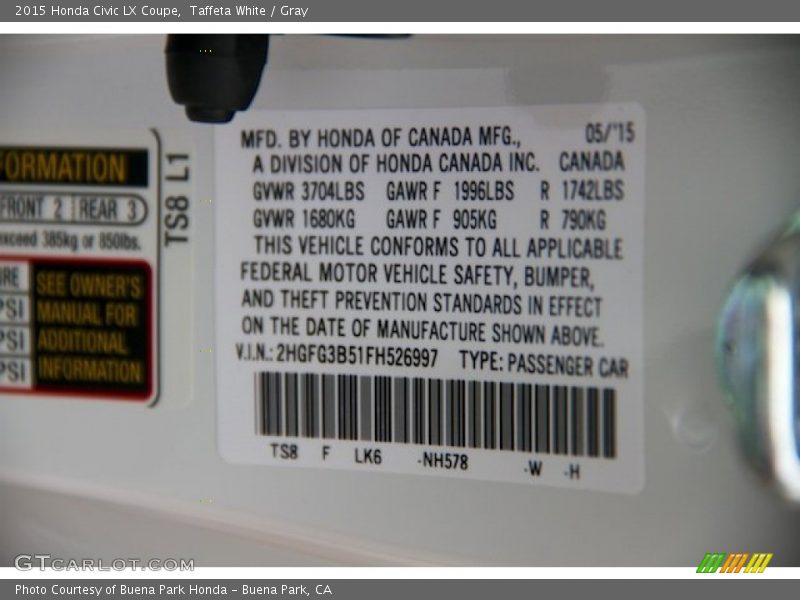 2015 Honda Civic LX Coupe, Taffeta White / Gray
MFD. BY HONDA OF CANADA MFG., 05/'15
A DIVISION OF HONDA CANADA INC. CANADA
GVWR 3704LBS GAWR F 1996LBS R 1742LBS
GVWR 1680KG GAWR F 905KG R 790KG
THIS VEHICLE CONFORMS TO ALL APPLICABLE
FEDERAL MOTOR VEHICLE SAFETY, BUMPER,
AND THEFT PREVENTION STANDARDS IN EFFECT
ON THE DATE OF MANUFACTURE SHOWN ABOVE.
V.I.N.: 2HGFG3B51FH526997 TYPE: PASSENGER CAR
TS8 F LK6 -NH578 -W -H
TS8 L1
FORMATION
FRONT 2 REAR 3
exceed 385kg or 850lbs.
SEE OWNER'S
PSI MANUAL FOR
PSI ADDITIONAL
PSI INFORMATION
GTCARLOT.COM
Photo Courtesy of Buena Park Honda - Buena Park, CA